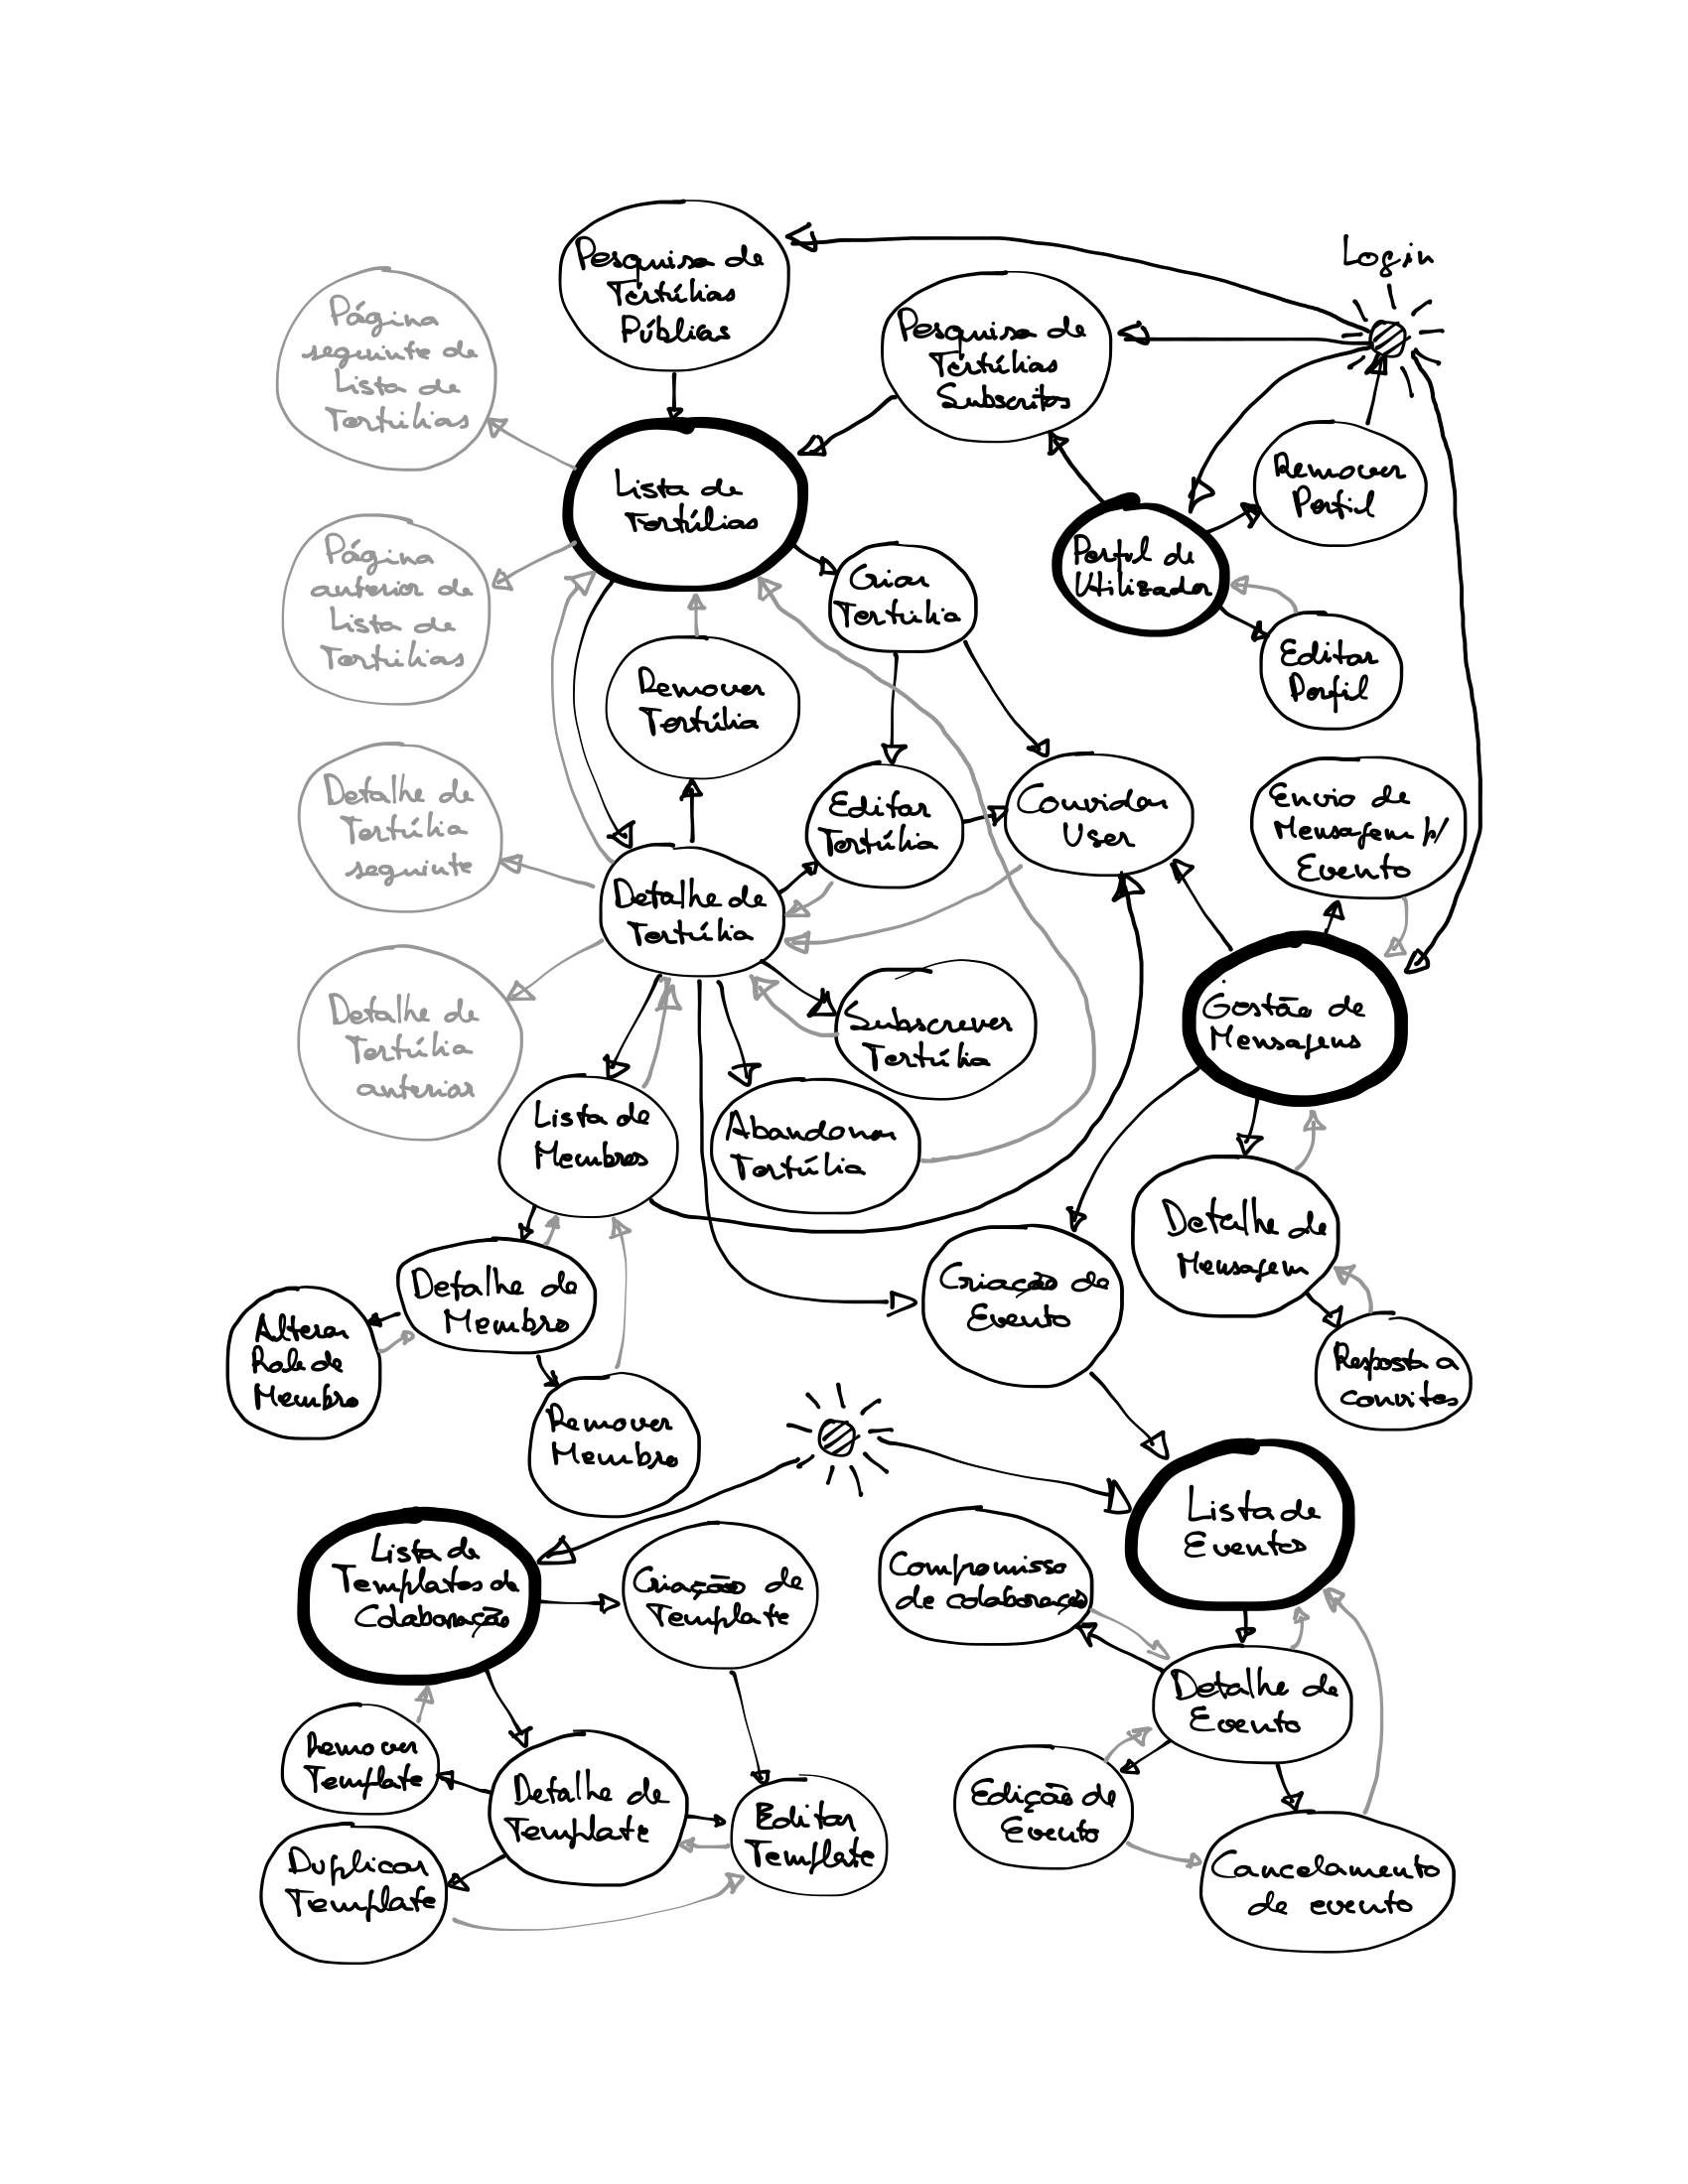 Login
Pesquisa de
Tertúlias
Públicas
Página
seguinte de
Lista de
Tertúlias
Pesquisa de
Tertúlias
Subscritas
Lista de
Tertúlias
Remover
Perfil
Página
anterior de
Lista de
Tertúlias
Criar
Tertulia
Perfil de
Utilizador
Editar
Perfil
Remover
Tertúlia
Detalhe de
Tertúlia
seguinte
Editar
Tertúlia
Convidar
User
Envio de
Mensagem p/
Evento
Detalhe de
Tertúlia
Detalhe de
Tertúlia
anterior
Subscrever
Tertúlia
Gestão de
Mensagens
Lista de
Membros
Abandonar
Tertúlia
Detalhe de
Mensagem
Detalhe de
Membro
Criação de
Evento
Alterar
Role de
Membro
Resposta a
convites
Remover
Membro
Lista de
Eventos
Lista de
Templates de
Colaboração
Criação de
Template
Compromisso
de colaboração
Detalhe de
Evento
Remover
Template
Detalhe de
Template
Editar
Template
Edição de
Evento
Duplicar
Template
Cancelamento
de evento